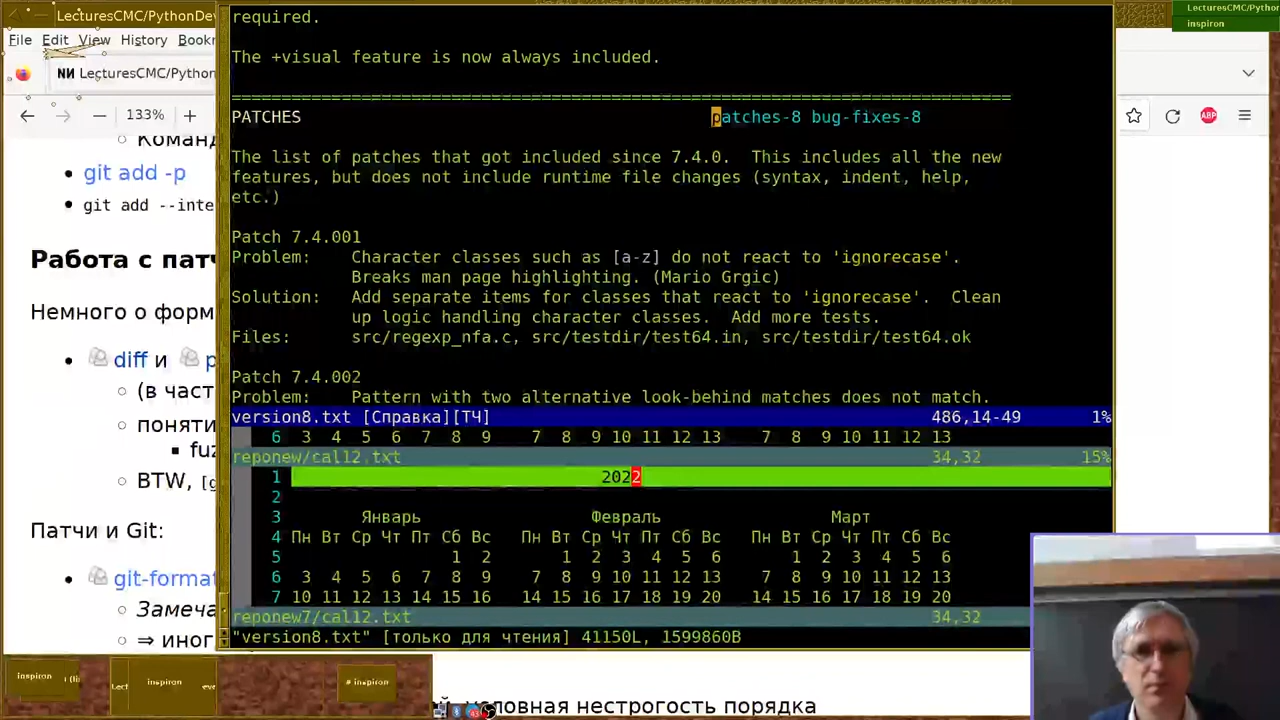 LecturesCMC/PythonDev
LecturesCMC/Python
inspiron
File Edit View History Bookr
NИ LecturesCMC/Python
133%
ABP
Команд
git add -p
git add --inte
Работа с патч
Немного о форм
diff и p
(в част
поняти
fuz
BTW, [g
Патчи и Git:
git-format
Замеча
⇒ иног
ловная нестрогость порядка
required.
The +visual feature is now always included.
==============================================================================
PATCHES patches-8 bug-fixes-8
The list of patches that got included since 7.4.0. This includes all the new
features, but does not include runtime file changes (syntax, indent, help,
etc.)
Patch 7.4.001
Problem: Character classes such as [a-z] do not react to 'ignorecase'.
Breaks man page highlighting. (Mario Grgic)
Solution: Add separate items for classes that react to 'ignorecase'. Clean
up logic handling character classes. Add more tests.
Files: src/regexp_nfa.c, src/testdir/test64.in, src/testdir/test64.ok
Patch 7.4.002
Problem: Pattern with two alternative look-behind matches does not match.
version8.txt [Справка][ТЧ] 486,14-49 1%
6 3 4 5 6 7 8 9 7 8 9 10 11 12 13 7 8 9 10 11 12 13
reponew/cal12.txt 34,32 15%
1 2022
2
3 Январь Февраль Март
4 Пн Вт Ср Чт Пт Сб Вс Пн Вт Ср Чт Пт Сб Вс Пн Вт Ср Чт Пт Сб Вс
5 1 2 1 2 3 4 5 6 1 2 3 4 5 6
6 3 4 5 6 7 8 9 7 8 9 10 11 12 13 7 8 9 10 11 12 13
7 10 11 12 13 14 15 16 14 15 16 17 18 19 20 14 15 16 17 18 19 20
reponew7/cal12.txt 34,32
"version8.txt" [только для чтения] 41150L, 1599860B
inspiron
Lect
inspiron
eve
# inspiron